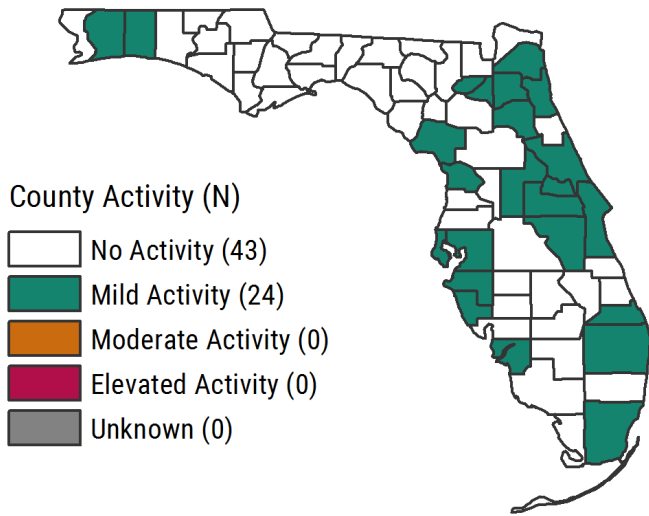 County Activity (N)
No Activity (43)
Mild Activity (24)
Moderate Activity (0)
Elevated Activity (0)
Unknown (0)